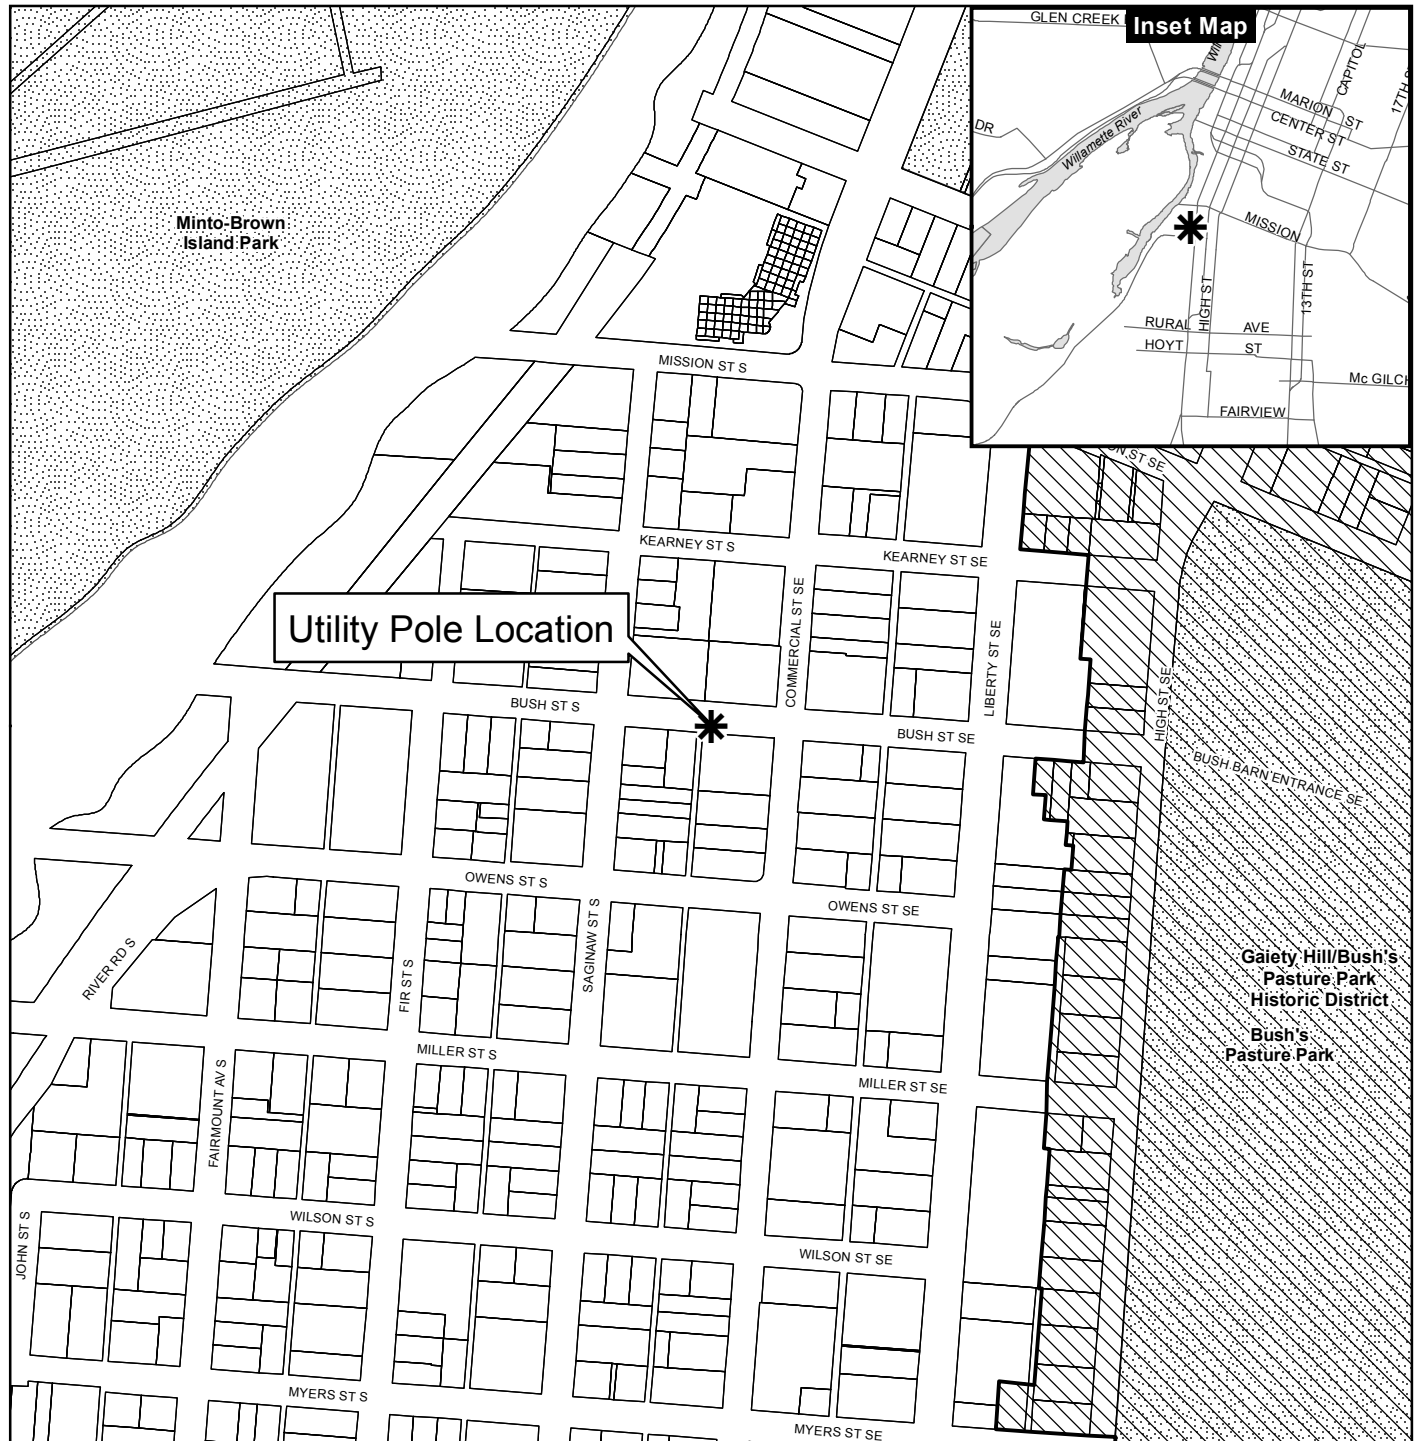 GLEN CREEK
Inset Map
CAPITOL
17TH S
MARION ST
CENTER ST
STATE ST
DR
Willamette River
MISSION
HIGH ST
13TH ST
RURAL AVE
HOYT ST
Mc GILCH
FAIRVIEW
Minto-Brown
Island Park
MISSION ST S
ON ST SE
KEARNEY ST S
KEARNEY ST SE
Utility Pole Location
COMMERCIAL ST SE
LIBERTY ST SE
HIGH ST SE
BUSH ST S
BUSH ST SE
BUSH BARN ENTRANCE SE
OWENS ST S
OWENS ST SE
SAGINAW ST S
RIVER RD S
FIR ST S
Gaiety Hill/Bush's
Pasture Park
Historic District
Bush's
Pasture Park
MILLER ST S
MILLER ST SE
FAIRMOUNT AV S
WILSON ST S
WILSON ST SE
JOHN ST S
MYERS ST S
MYERS ST SE